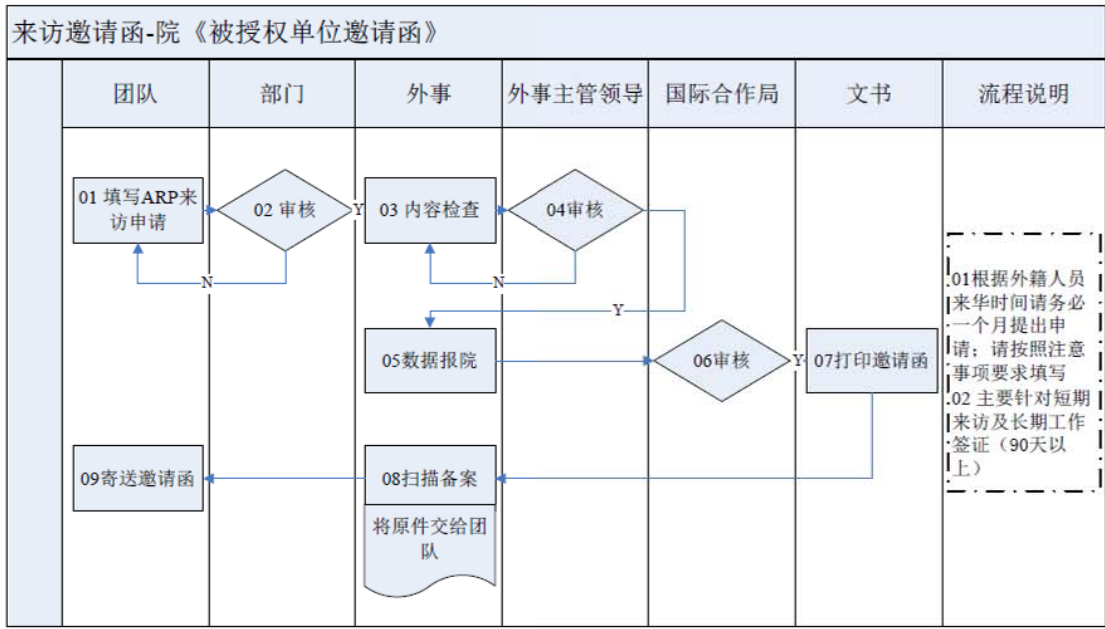 来访邀请函-院《被授权单位邀请函》
团队
部门
外事
外事主管领导
国际合作局
文书
流程说明
01 填写ARP来
访申请
02 审核
Y
03 内容检查
04审核
N
N
Y
05数据报院
06审核
Y
07打印邀请函
01根据外籍人员
来华时间请务必
一个月提出申
请；请按照注意
事项要求填写
02 主要针对短期
来访及长期工作
签证（90天以
上）
09寄送邀请函
08扫描备案
将原件交给团
队